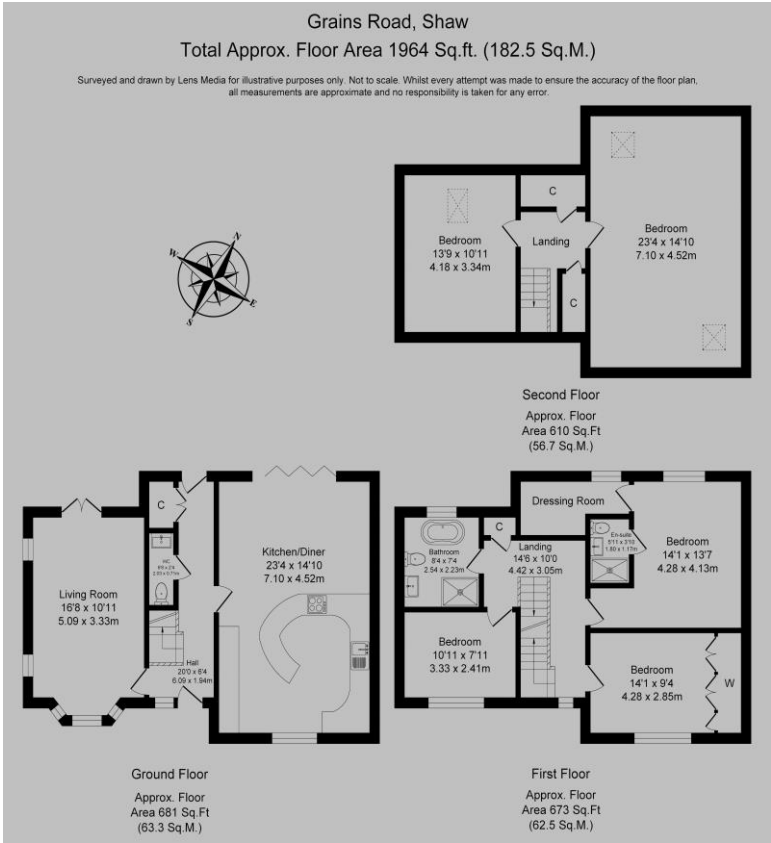 Grains Road, Shaw
Total Approx. Floor Area 1964 Sq.ft. (182.5 Sq.M.)
Surveyed and drawn by Lens Media for illustrative purposes only. Not to scale. Whilst every attempt was made to ensure the accuracy of the floor plan,
all measurements are approximate and no responsibility is taken for any error.
N
W
E
S
C
Bedroom
13'9 x 10'11
4.18 x 3.34m
Landing
Bedroom
23'4 x 14'10
7.10 x 4.52m
C
Second Floor
Approx. Floor
Area 610 Sq.Ft
(56.7 Sq.M.)
C
WC
Living Room
16'8 x 10'11
5.09 x 3.33m
Kitchen/Diner
23'4 x 14'10
7.10 x 4.52m
Hall
20'0 x 6'4
6.09 x 1.94m
Ground Floor
Approx. Floor
Area 681 Sq.Ft
(63.3 Sq.M.)
Dressing Room
C
Bathroom
8'4 x 7'4
2.54 x 2.23m
Landing
14'6 x 10'0
4.42 x 3.05m
En-suite
5'11 x 3'10
1.80 x 1.17m
Bedroom
14'1 x 13'7
4.28 x 4.13m
Bedroom
10'11 x 7'11
3.33 x 2.41m
Bedroom
14'1 x 9'4
4.28 x 2.85m
W
First Floor
Approx. Floor
Area 673 Sq.Ft
(62.5 Sq.M.)